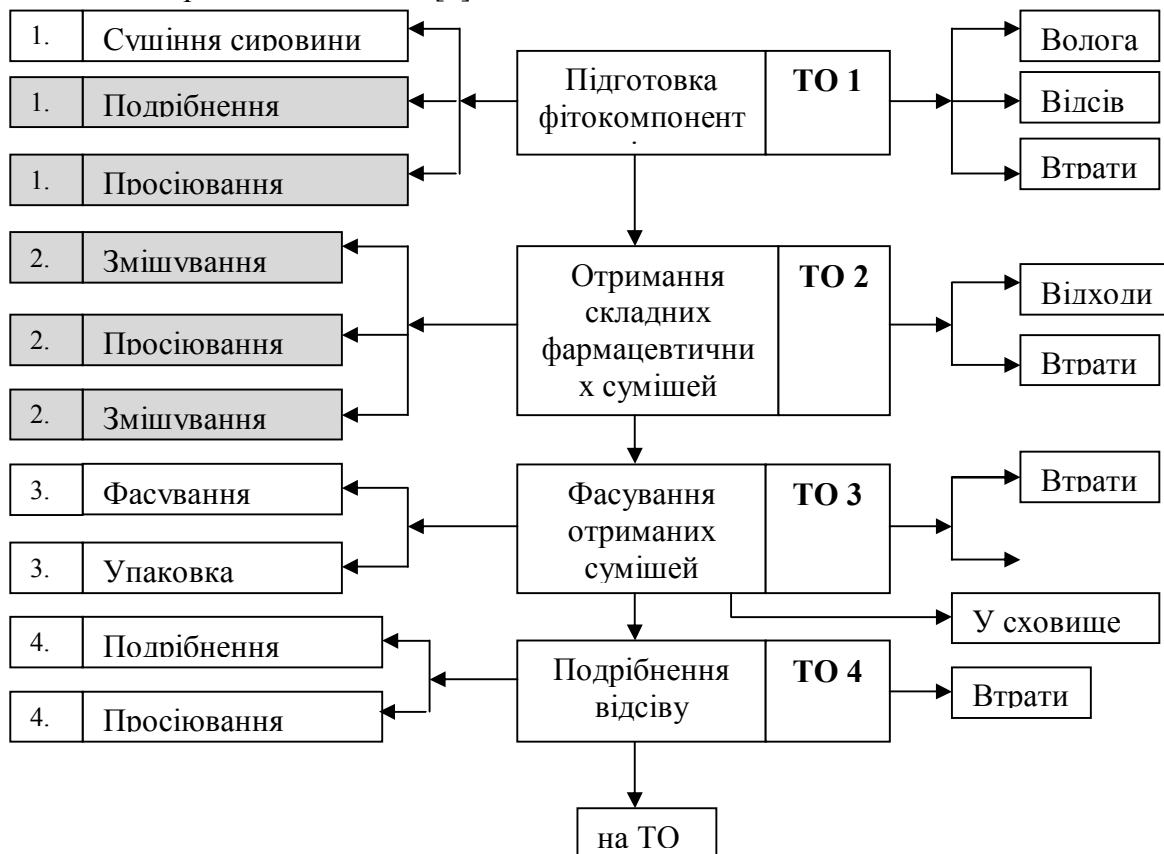 1. Сушіння сировини
1. Подрібнення
1. Просіювання
Підготовка
фітокомпонент
ТО 1
Волога
Відсів
Втрати
2. Змішування
2. Просіювання
2. Змішування
Отримання
складних
фармацевтични
х сумішей
ТО 2
Відходи
Втрати
3. Фасування
3. Упаковка
Фасування
отриманих
сумішей
ТО 3
Втрати
У сховище
4. Подрібнення
4. Просіювання
Подрібнення
відсіву
ТО 4
Втрати
на ТО